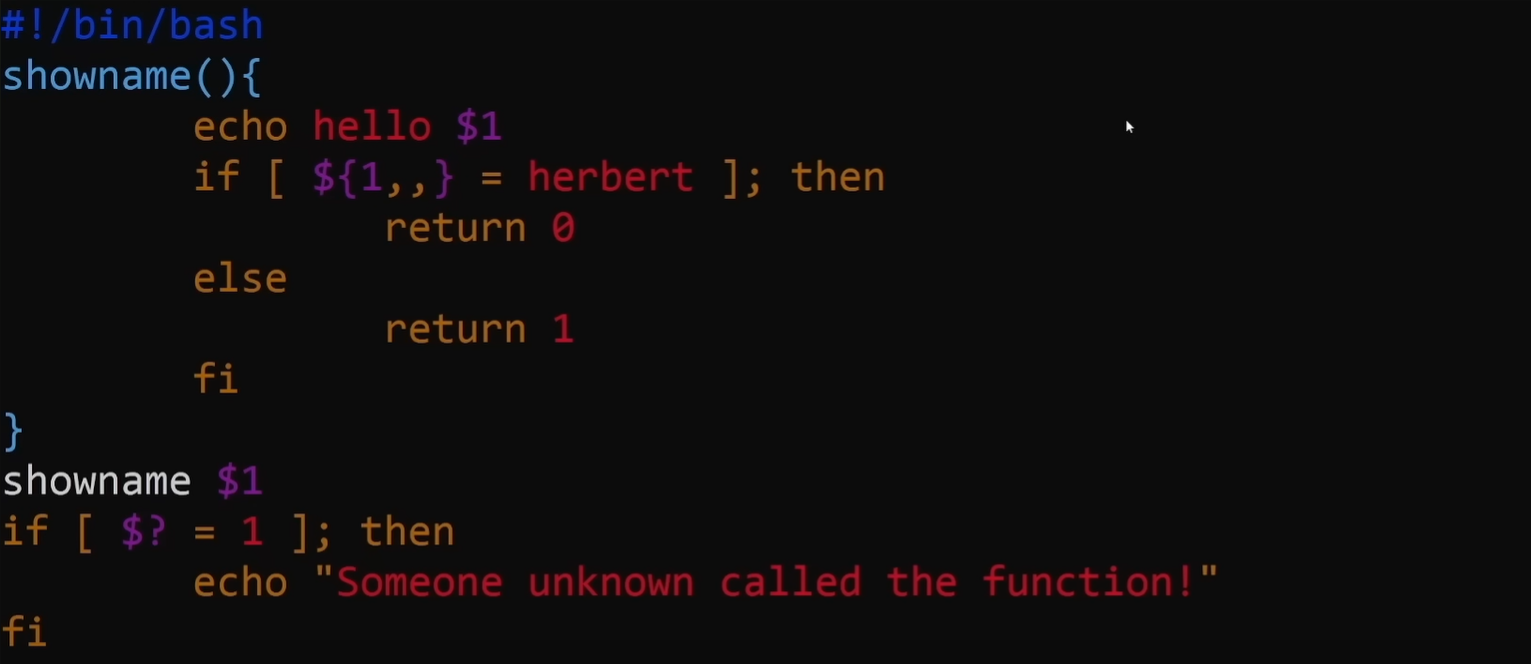 #!/bin/bash
showname(){
        echo hello $1
        if [ ${1,,} = herbert ]; then
                return 0
        else
                return 1
        fi
}
showname $1
if [ $? = 1 ]; then
        echo "Someone unknown called the function!"
fi